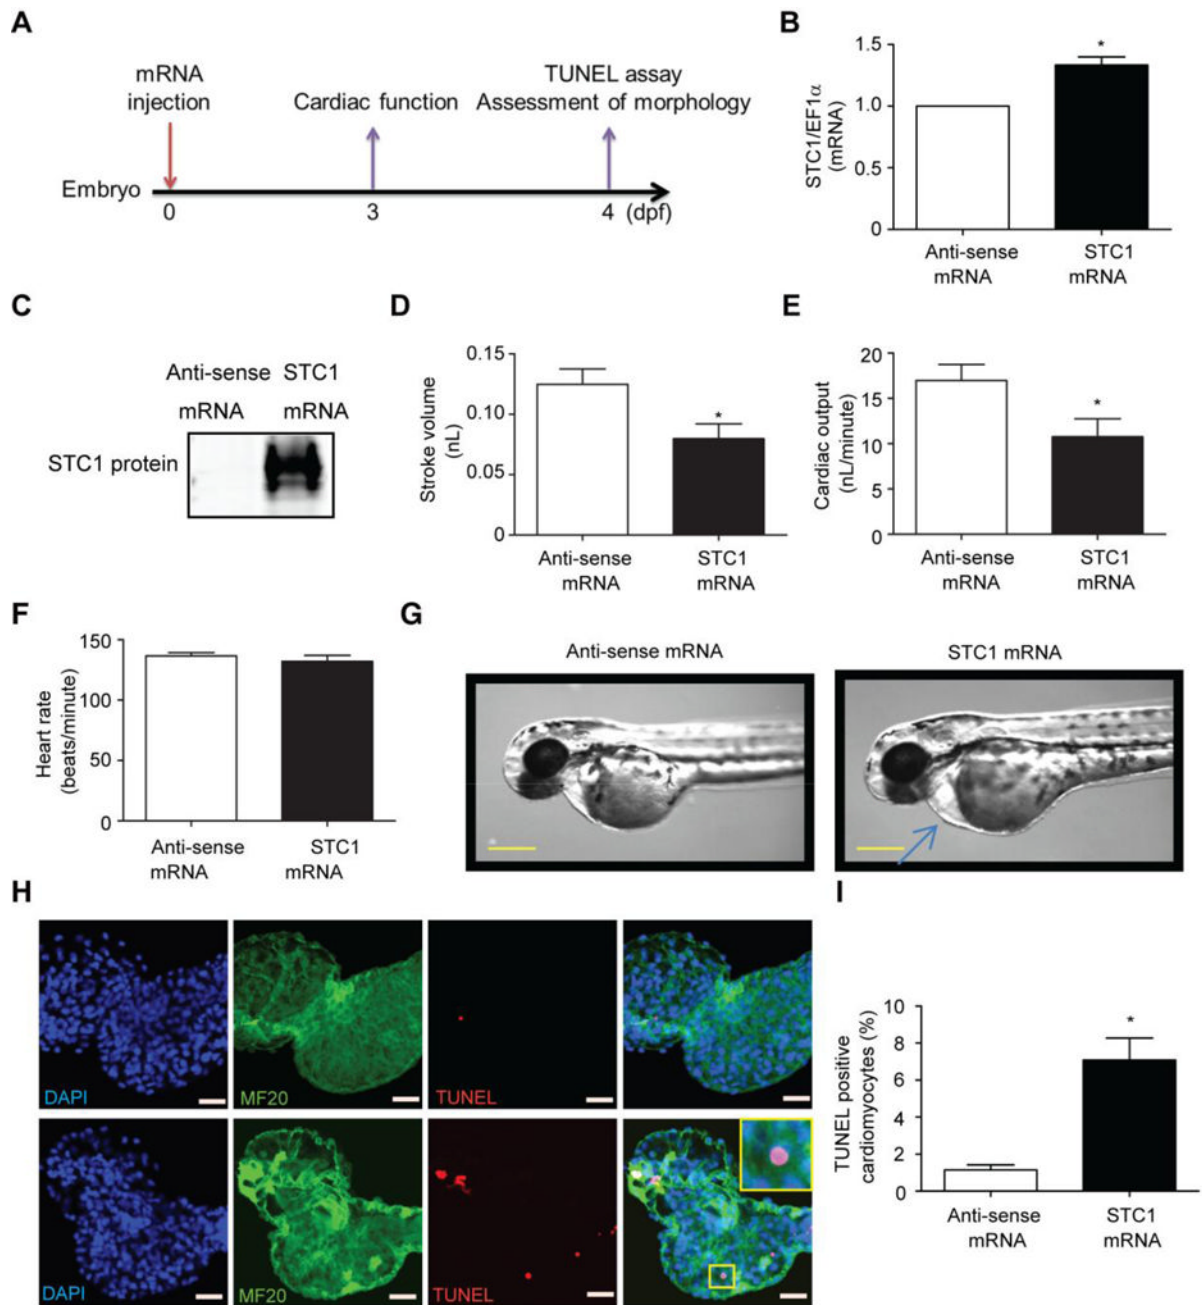 A
mRNA
injection
Cardiac function
TUNEL assay
Assessment of morphology
Embryo
0
3
4
(dpf)
B
STC1/EF1α
(mRNA)
1.5
1.0
0.5
0
Anti-sense
mRNA
STC1
mRNA
C
Anti-sense STC1
mRNA mRNA
STC1 protein
D
Stroke volume
(nL)
0.15
*
0.10
0.05
0
Anti-sense
mRNA
STC1
mRNA
E
Cardiac output
(nL/minute)
20
15
10
5
0
*
Anti-sense
mRNA
STC1
mRNA
F
Heart rate
(beats/minute)
150
100
50
0
Anti-sense
mRNA
STC1
mRNA
G
Anti-sense mRNA
STC1 mRNA
H
DAPI
MF20
TUNEL
DAPI
MF20
TUNEL
I
TUNEL positive
cardiomyocytes (%)
10
8
6
4
2
0
*
Anti-sense
mRNA
STC1
mRNA